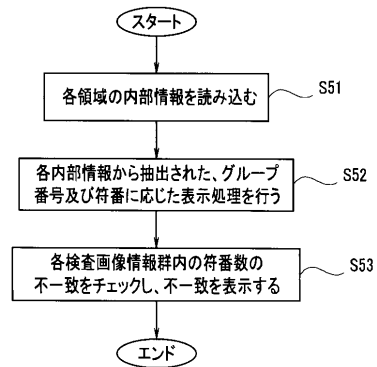 スタート
各領域の内部情報を読み込む
S51
各内部情報から抽出された、グループ
番号及び符番に応じた表示処理を行う
S52
各検査画像情報群内の符番数の
不一致をチェックし、不一致を表示する
S53
エンド